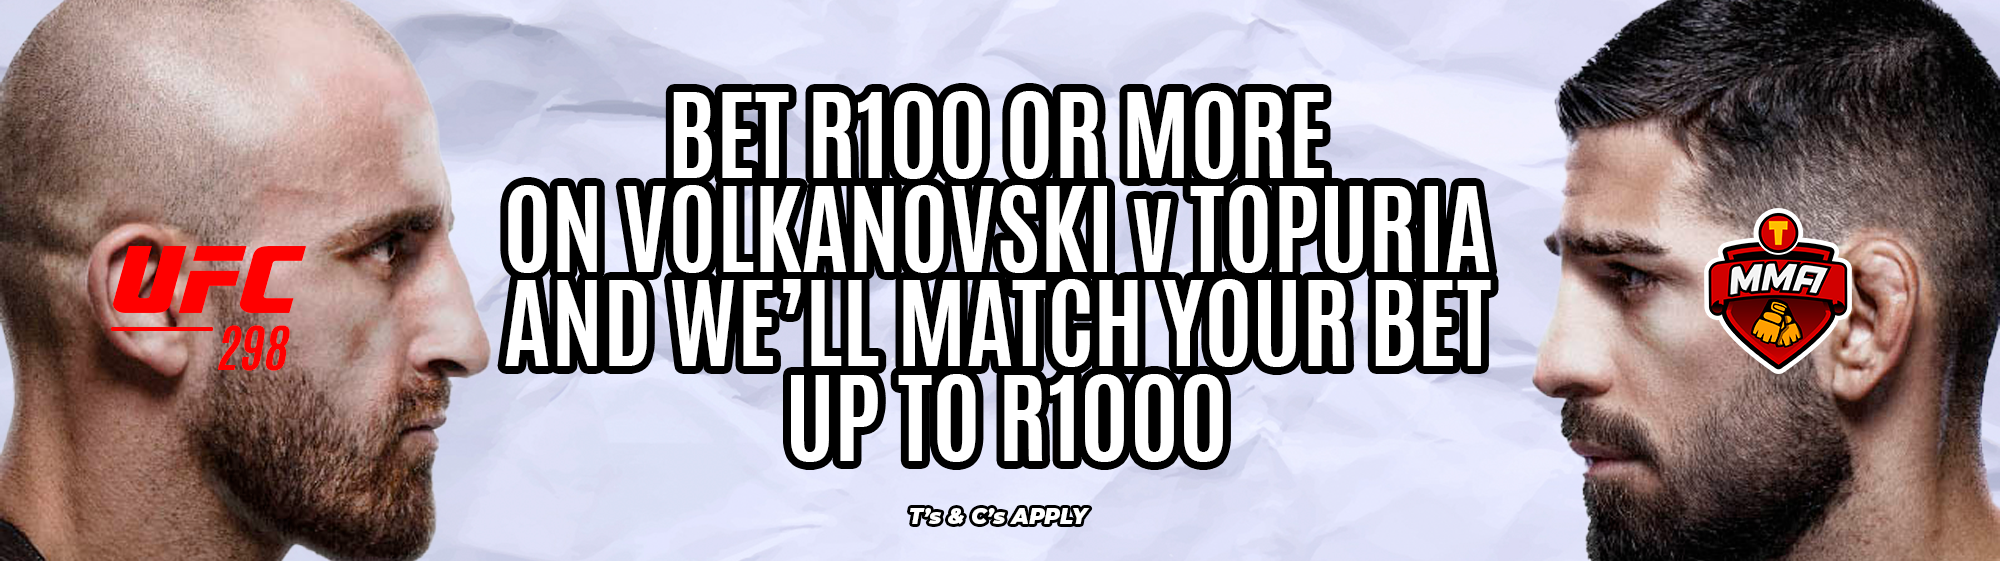 BET R100 OR MORE
ON VOLKANOVSKI v TOPURIA
AND WE'LL MATCH YOUR BET
UP TO R1000
T's & C's APPLY
UFC
298
T
MMA